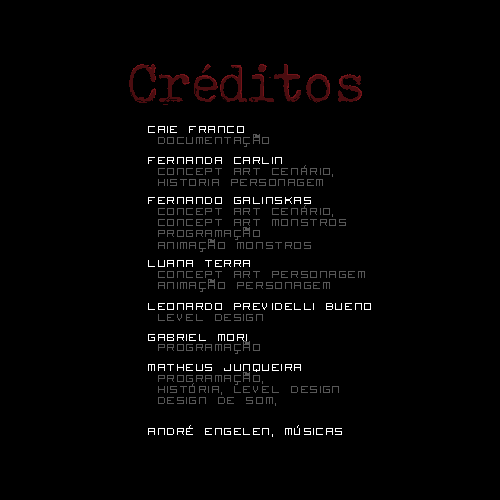 Créditos
CAIE FRANCO
DOCUMENTAÇÃO
FERNANDA CARLIN
CONCEPT ART CENÁRIO,
HISTÓRIA PERSONAGEM
FERNANDO GALINSKAS
CONCEPT ART CENÁRIO,
CONCEPT ART MONSTROS
PROGRAMAÇÃO
ANIMAÇÃO MONSTROS
LUANA TERRA
CONCEPT ART PERSONAGEM
ANIMAÇÃO PERSONAGEM
LEONARDO PREVIDELLI BUENO
LEVEL DESIGN
GABRIEL MORI
PROGRAMAÇÃO
MATHEUS JUNQUEIRA
PROGRAMAÇÃO,
HISTÓRIA, LEVEL DESIGN
DESIGN DE SOM,
ANDRÉ ENGELEN, MÚSICAS